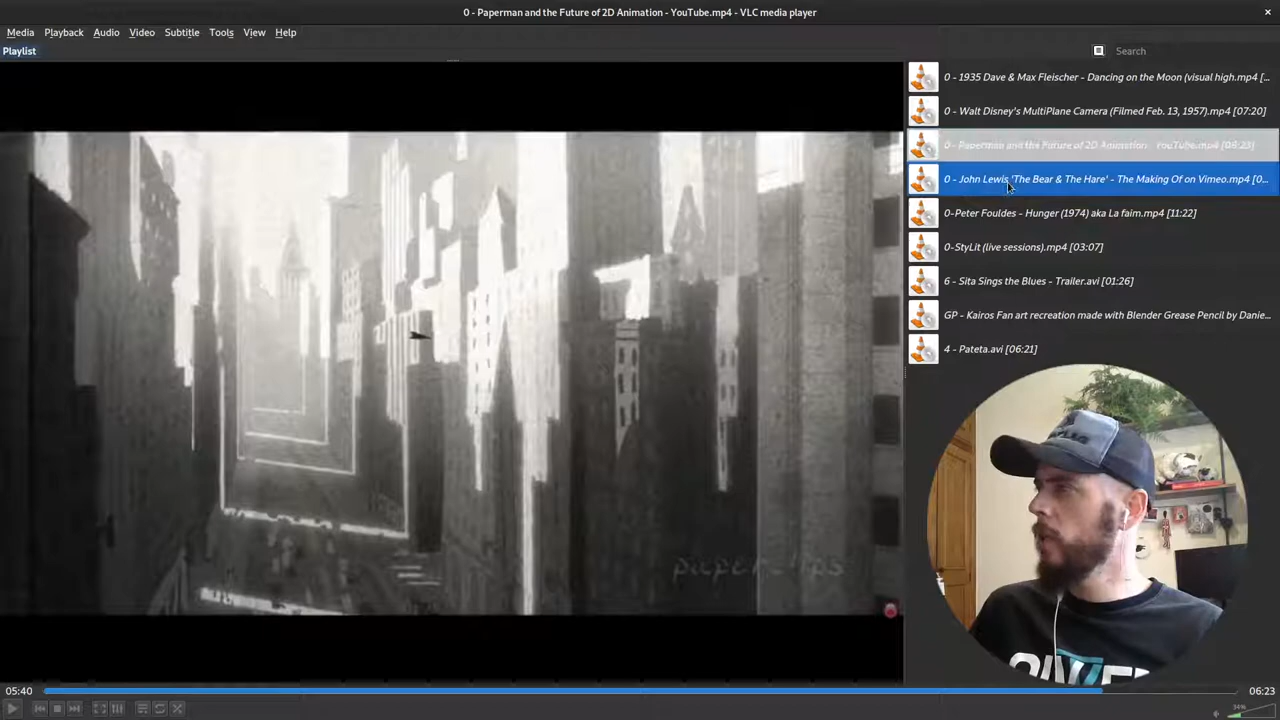 0 - Paperman and the Future of 2D Animation - YouTube.mp4 - VLC media player
Media Playback Audio Video Subtitle Tools View Help
Playlist
Search
0 - 1935 Dave & Max Fleischer - Dancing on the Moon (visual high.mp4 [...
0 - Walt Disney's MultiPlane Camera (Filmed Feb. 13, 1957).mp4 [07:20]
0 - Paperman and the Future of 2D Animation - YouTube.mp4 [06:23]
0 - John Lewis 'The Bear & The Hare' - The Making Of on Vimeo.mp4 [0...
0-Peter Fouldes - Hunger (1974) aka La faim.mp4 [11:22]
0-StyLit (live sessions).mp4 [03:07]
6 - Sita Sings the Blues - Trailer.avi [01:26]
GP - Kairos Fan art recreation made with Blender Grease Pencil by Danie...
4 - Pateta.avi [06:21]
05:40
06:23
34%